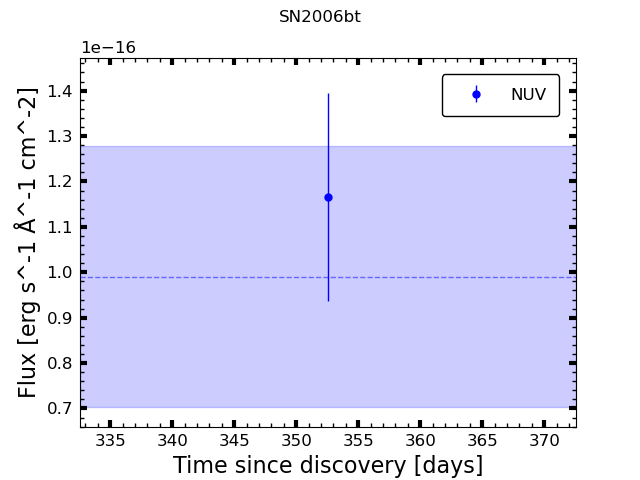 SN2006bt
1e−16
NUV
1.4
1.3
1.2
1.1
1.0
0.9
0.8
0.7
Flux [erg s^-1 Å^-1 cm^-2]
335 340 345 350 355 360 365 370
Time since discovery [days]